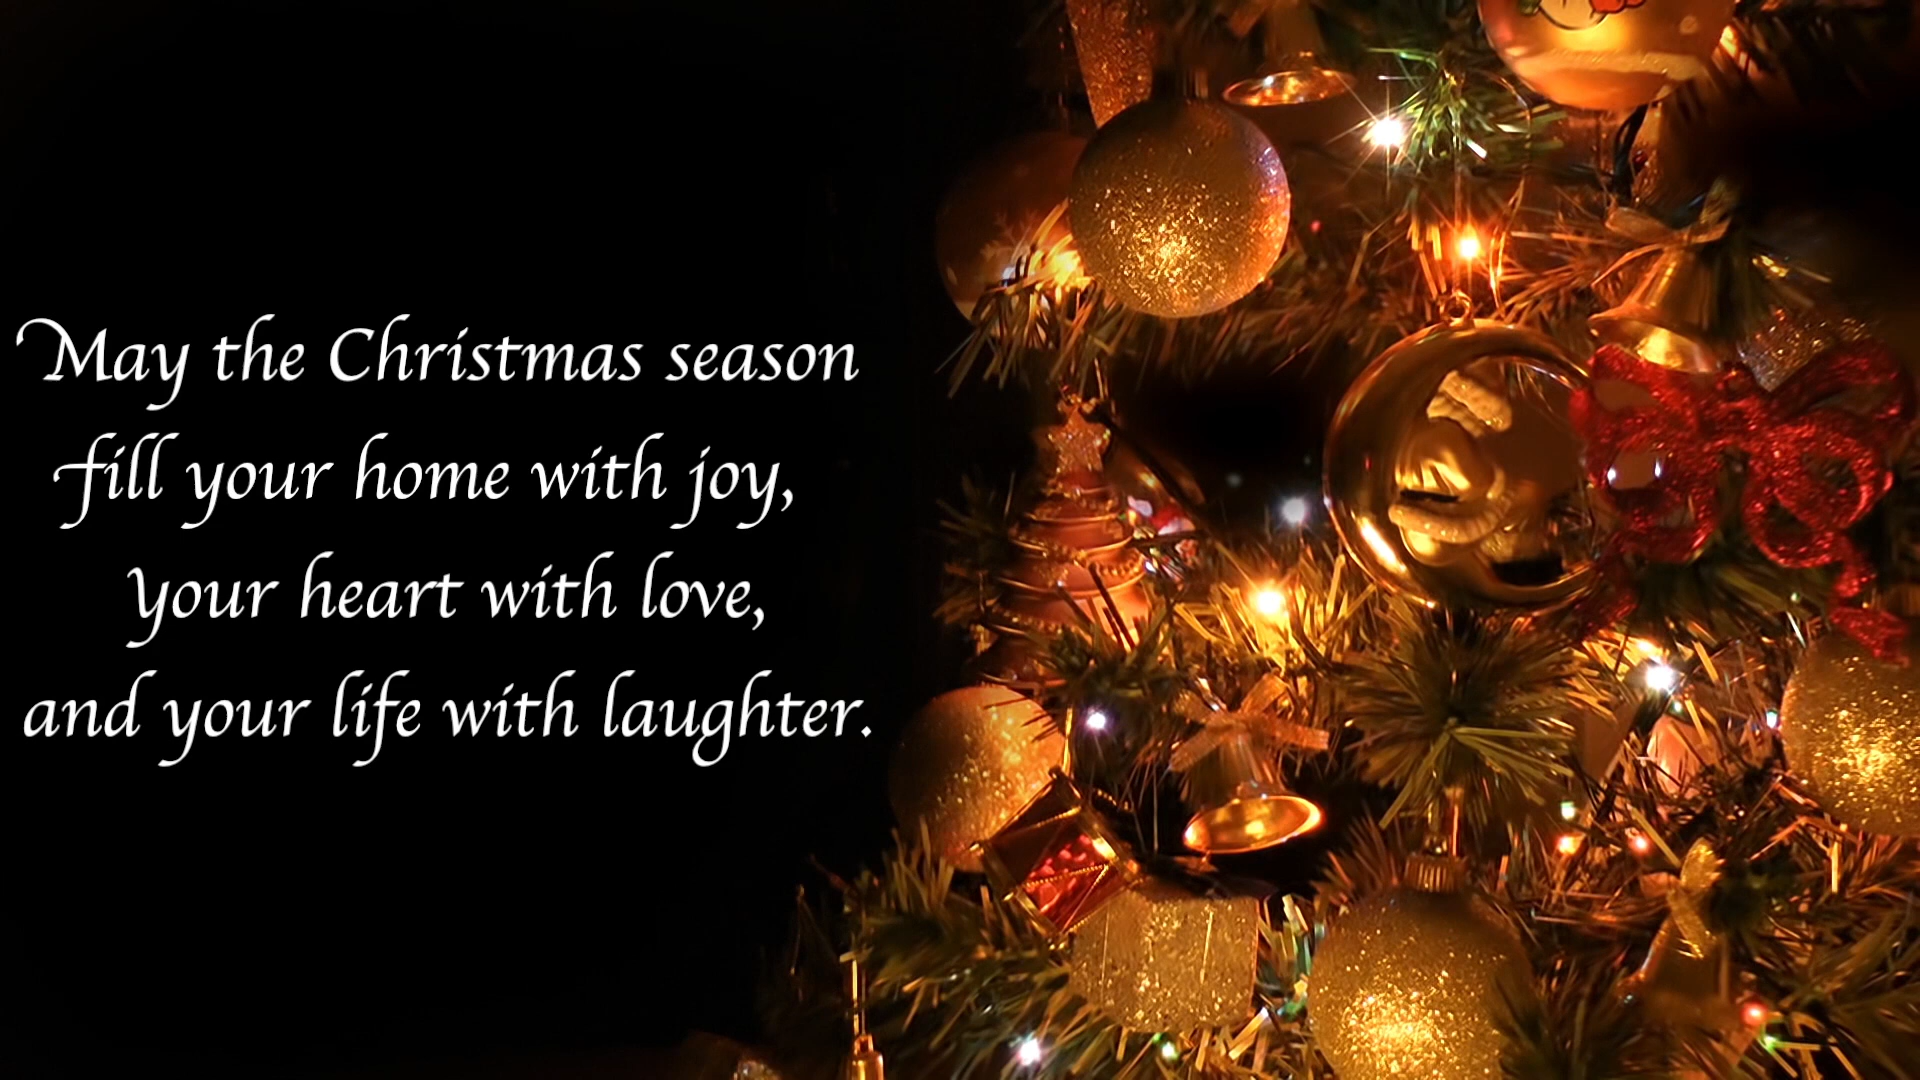 May the Christmas season
fill your home with joy,
your heart with love,
and your life with laughter.